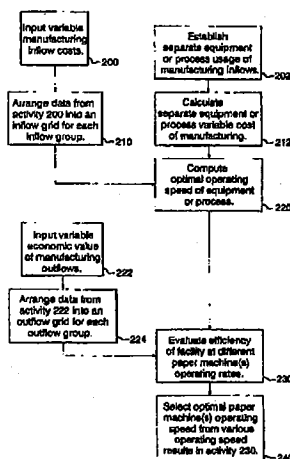 Input variable
manufacturing
inflow costs.
200
Establish
separate equipment
or process usage of
manufacturing inflows.
202
Arrange data from
activity 200 into an
inflow grid for each
inflow group.
210
Calculate
separate equipment or
process variable cost
of manufacturing.
212
Compute
optimal operating
speed of equipment
or process.
220
Input variable
economic value
of manufacturing
outflows.
222
Arrange data from
activity 222 into an
outflow grid for each
outflow group.
224
Evaluate efficiency
of facility at different
paper machine(s)
operating rates.
230
Select optimal paper
machine(s) operating
speed from various
operating speed
results in activity 230.
240